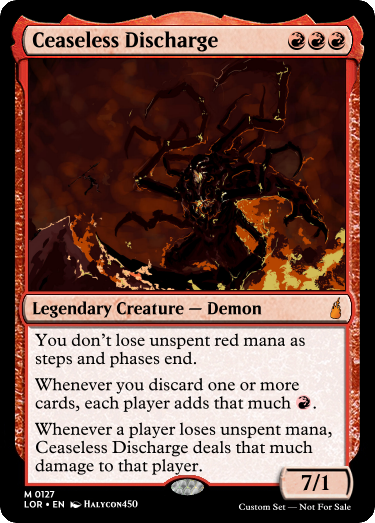 Ceaseless Discharge
Legendary Creature — Demon
You don't lose unspent red mana as
steps and phases end.
Whenever you discard one or more
cards, each player adds that much .
Whenever a player loses unspent mana,
Ceaseless Discharge deals that much
damage to that player.
7/1
M 0127
LOR • EN Halycon450
Custom Set — Not For Sale